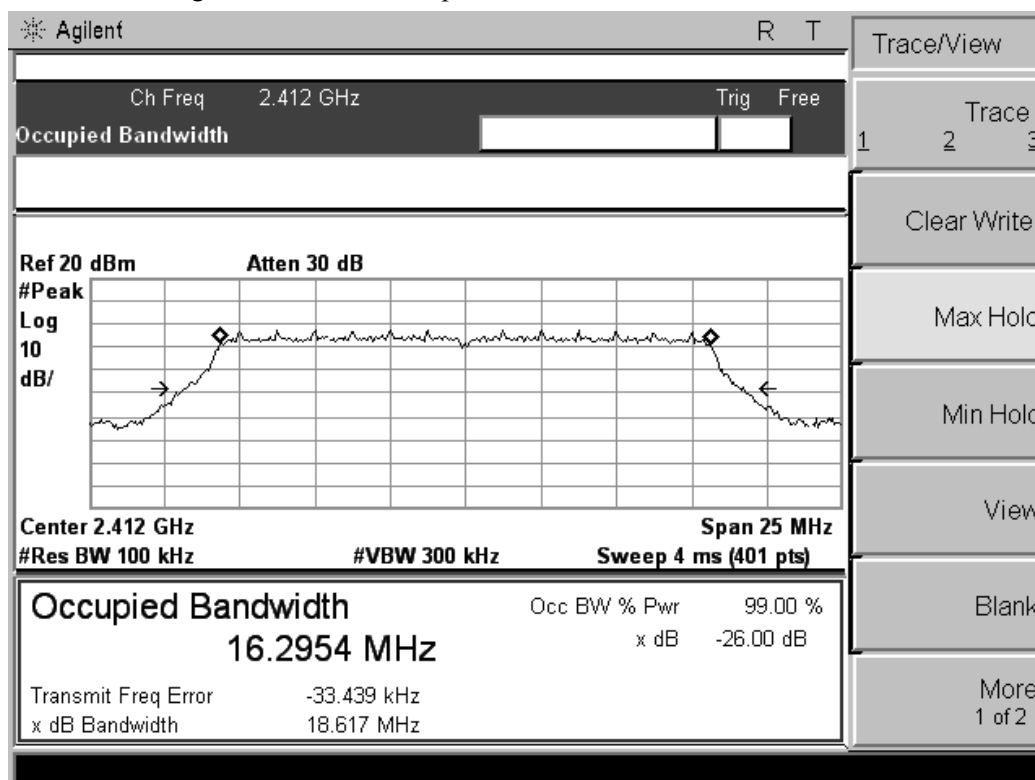 Agilent R T
Trace/View
Ch Freq 2.412 GHz Trig Free
Occupied Bandwidth
Trace
1 2 3
Clear Write
Ref 20 dBm Atten 30 dB
#Peak
Log
10
dB/
Max Hold
Min Hold
View
Center 2.412 GHz Span 25 MHz
#Res BW 100 kHz #VBW 300 kHz Sweep 4 ms (401 pts)
Occupied Bandwidth
16.2954 MHz
Occ BW % Pwr 99.00 %
x dB -26.00 dB
Transmit Freq Error -33.439 kHz
x dB Bandwidth 18.617 MHz
Blank
More
1 of 2